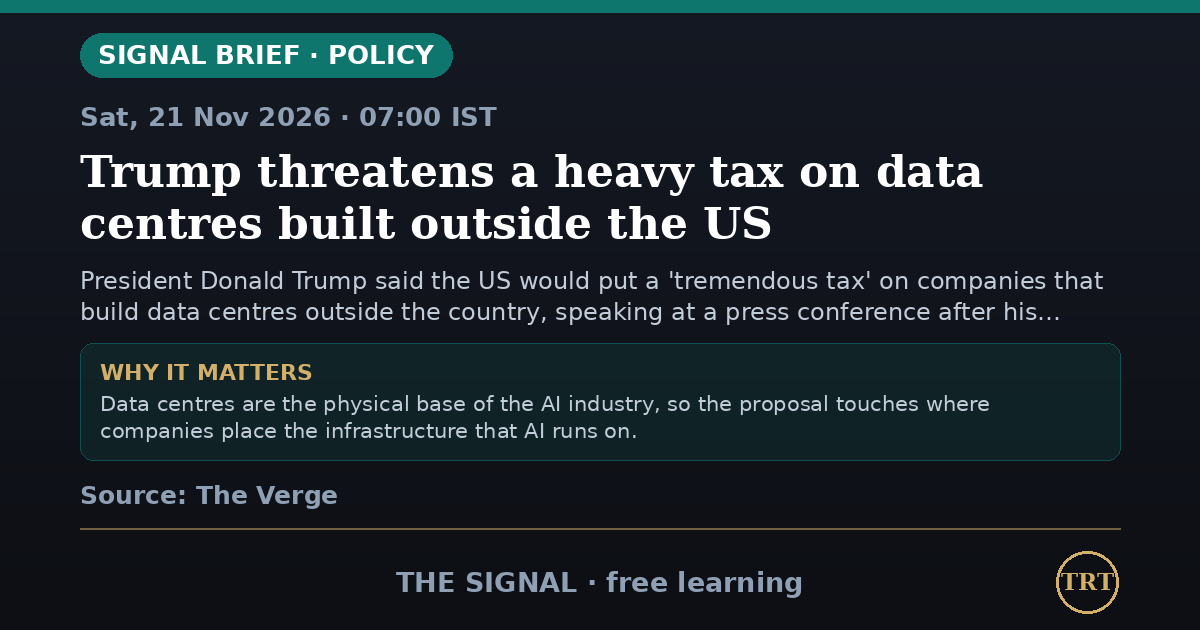 SIGNAL BRIEF · POLICY
Sat, 21 Nov 2026 · 07:00 IST
Trump threatens a heavy tax on data
centres built outside the US
President Donald Trump said the US would put a 'tremendous tax' on companies that
build data centres outside the country, speaking at a press conference after his…
WHY IT MATTERS
Data centres are the physical base of the AI industry, so the proposal touches where
companies place the infrastructure that AI runs on.
Source: The Verge
THE SIGNAL · free learning
TRT